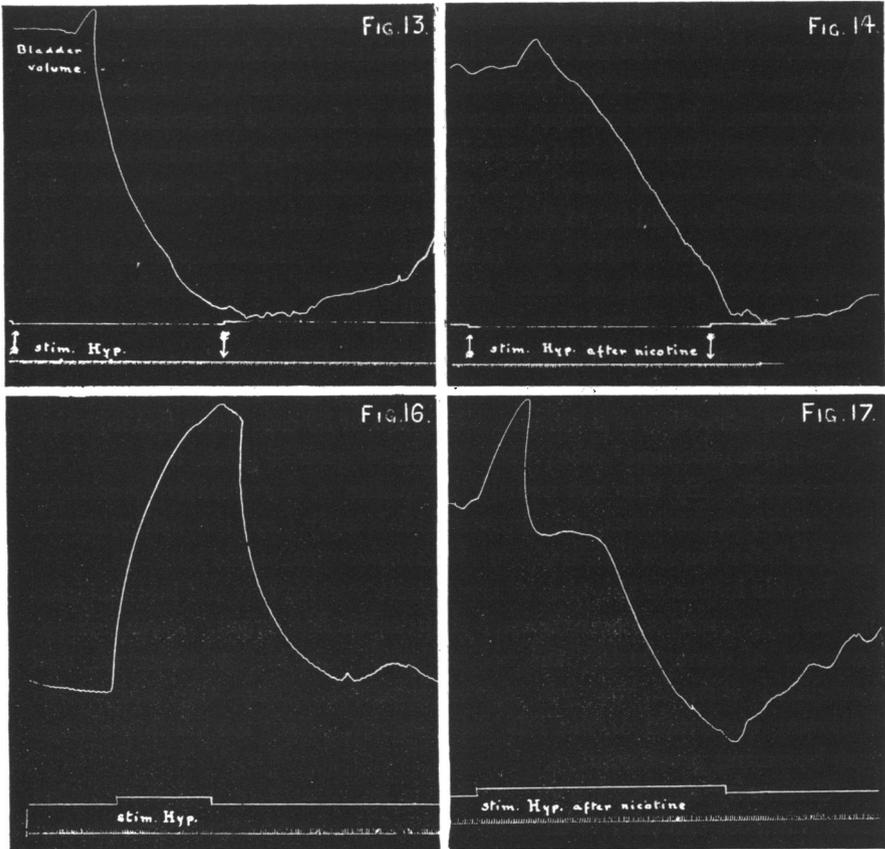 FIG.13.
Bladder
volume.
stim. Hyp.
FIG.14.
stim. Hyp. after nicotine
FIG.16.
stim. Hyp.
FIG.17.
stim. Hyp. after nicotine